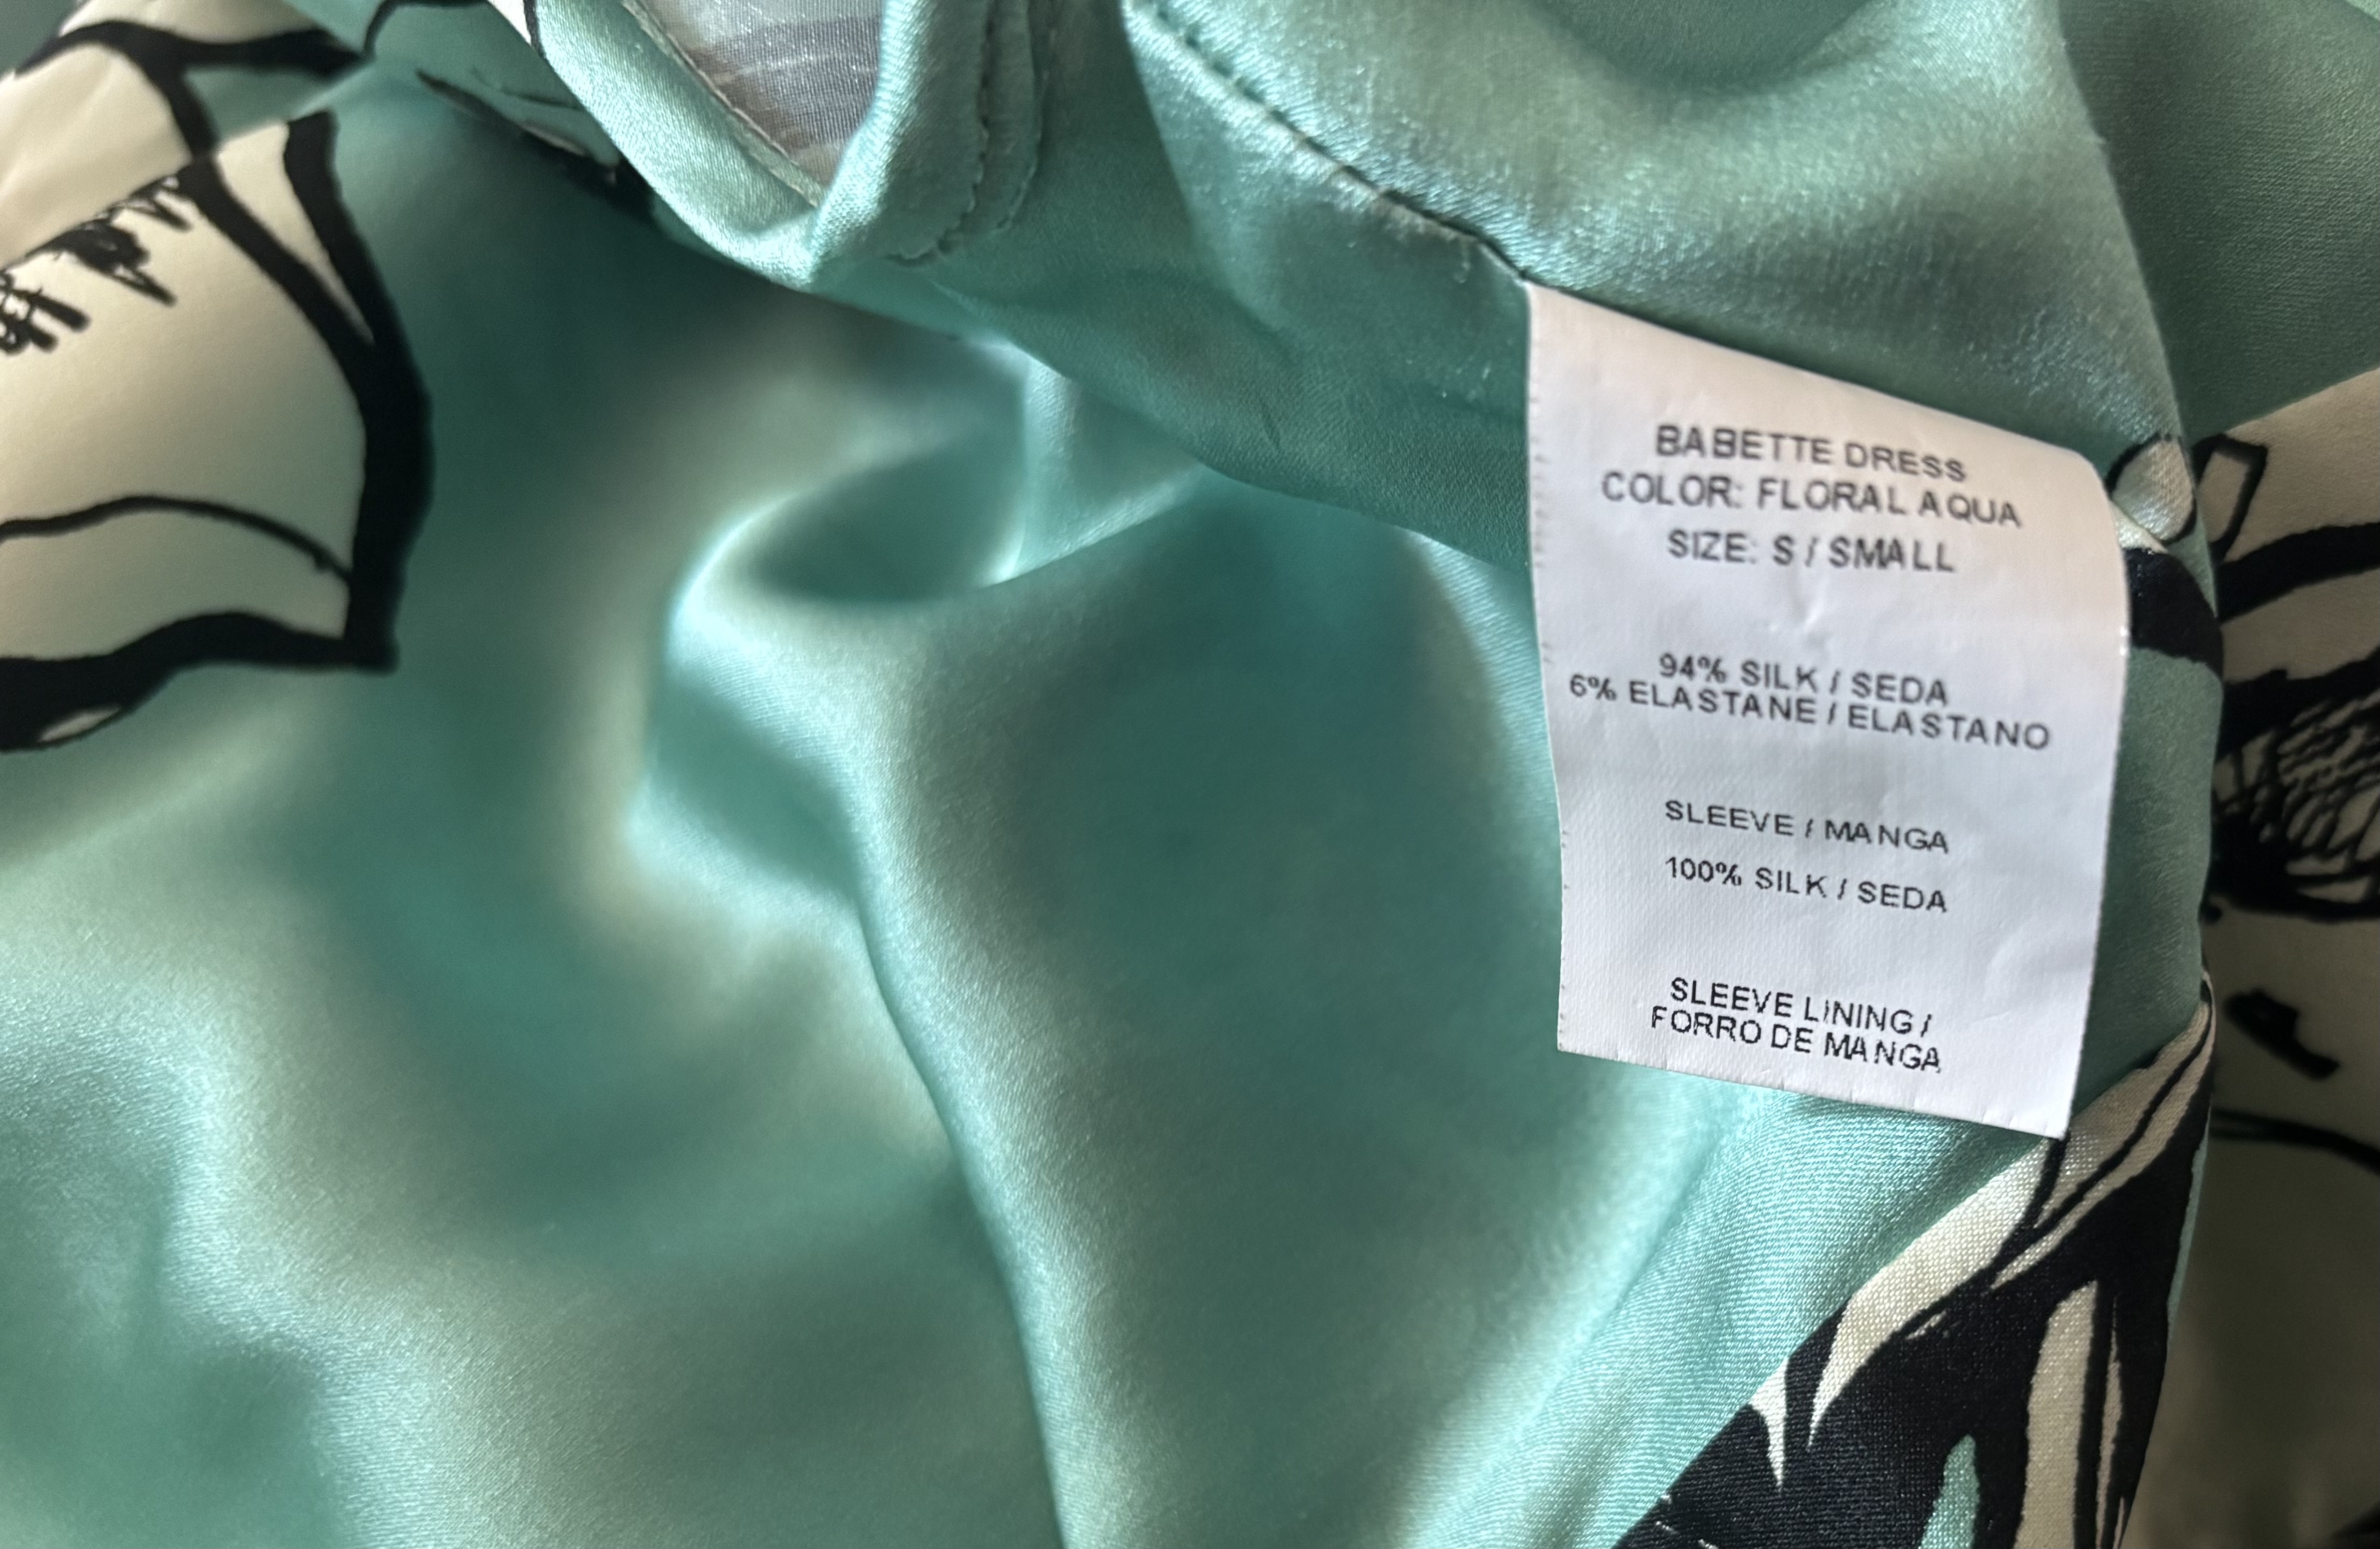 BABETTE DRESS
COLOR: FLORAL AQUA
SIZE: S / SMALL
94% SILK / SEDA
6% ELASTANE / ELASTANO
SLEEVE / MANGA
100% SILK / SEDA
SLEEVE LINING /
FORRO DE MANGA